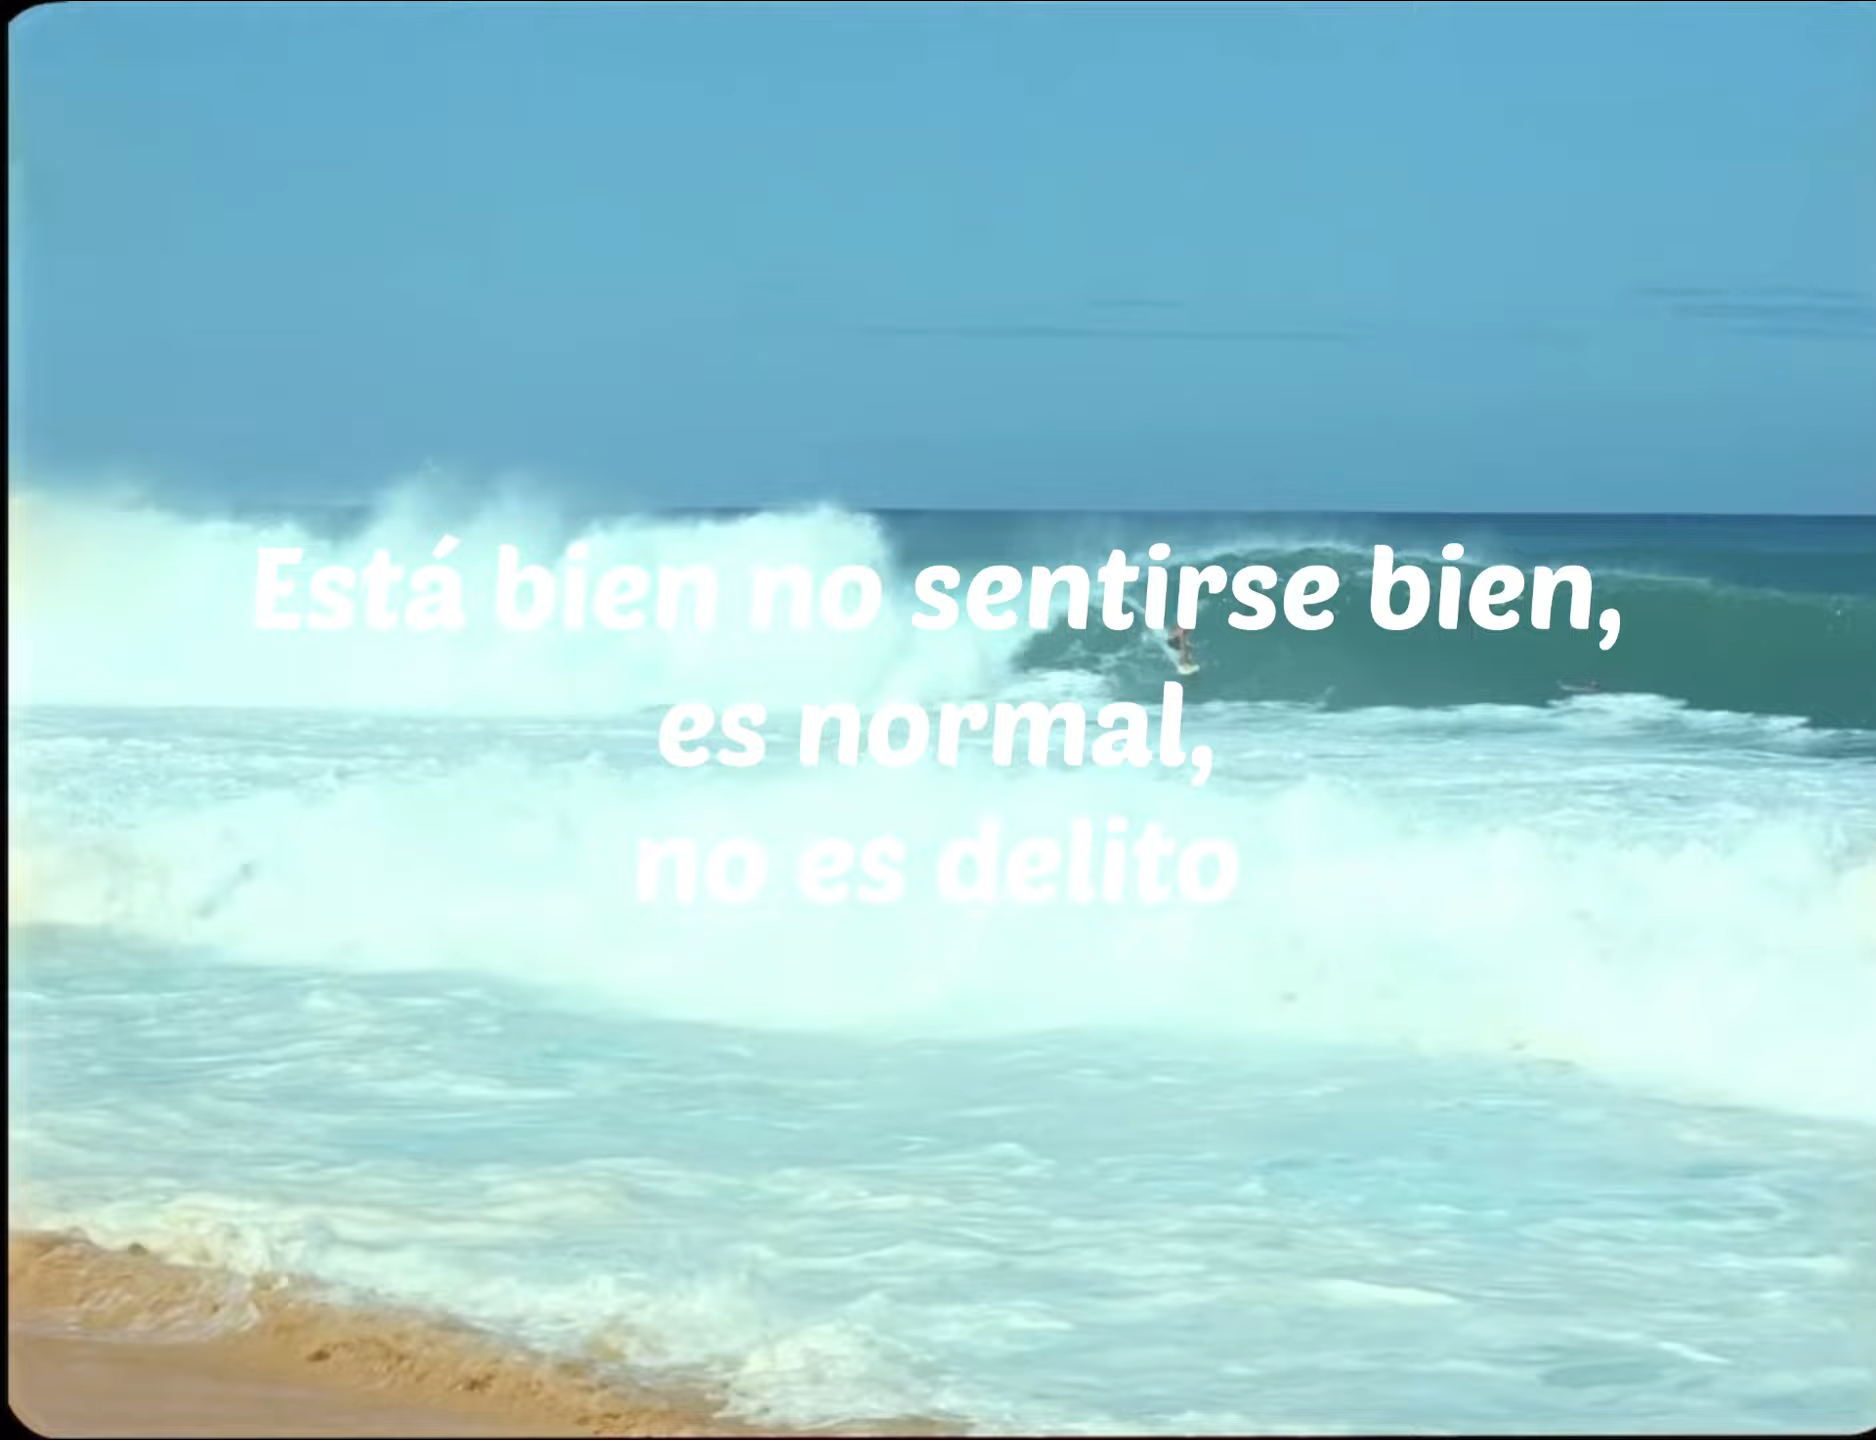 Está bien no sentirse bien,
es normal,
no es delito